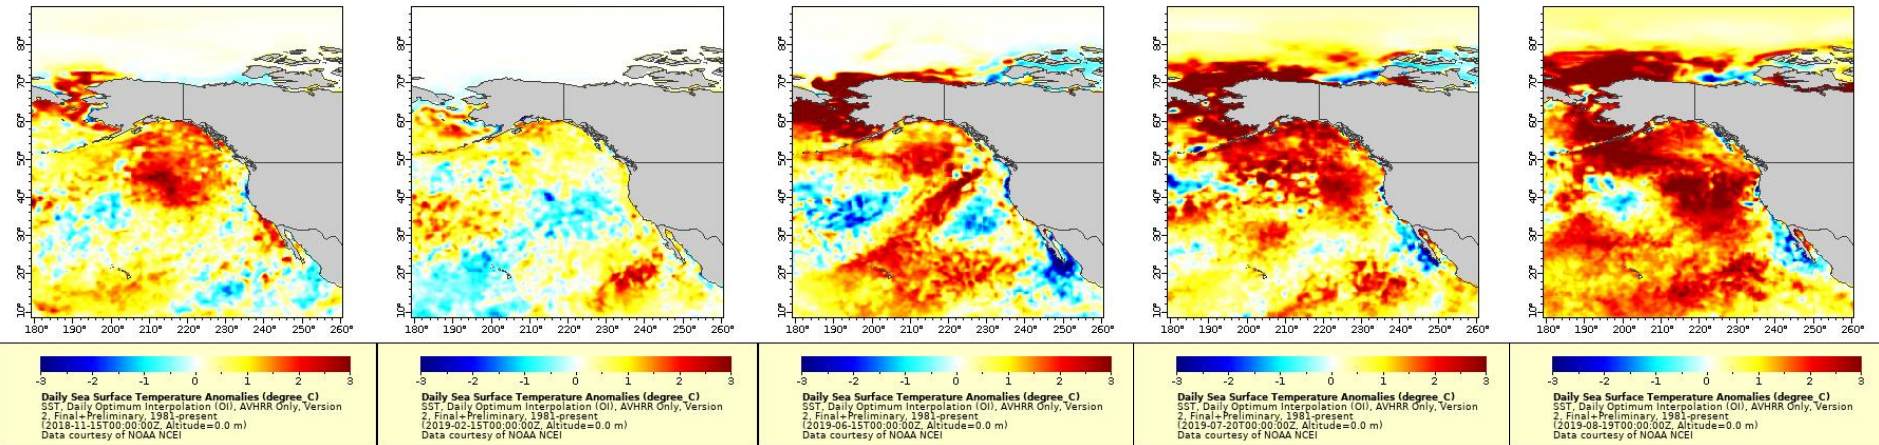 80°
70°
60°
50°
40°
30°
20°
10°
180° 190° 200° 210° 220° 230° 240° 250° 260°
-3 -2 -1 0 1 2 3
Daily Sea Surface Temperature Anomalies (degree_C)
SST, Daily Optimum Interpolation (OI), AVHRR Only, Version
2, Final+Preliminary, 1981-present
(2018-11-15T00:00:00Z, Altitude=0.0 m)
Data courtesy of NOAA NCEI
80°
70°
60°
50°
40°
30°
20°
10°
180° 190° 200° 210° 220° 230° 240° 250° 260°
-3 -2 -1 0 1 2 3
Daily Sea Surface Temperature Anomalies (degree_C)
SST, Daily Optimum Interpolation (OI), AVHRR Only, Version
2, Final+Preliminary, 1981-present
(2019-02-15T00:00:00Z, Altitude=0.0 m)
Data courtesy of NOAA NCEI
80°
70°
60°
50°
40°
30°
20°
10°
180° 190° 200° 210° 220° 230° 240° 250° 260°
-3 -2 -1 0 1 2 3
Daily Sea Surface Temperature Anomalies (degree_C)
SST, Daily Optimum Interpolation (OI), AVHRR Only, Version
2, Final+Preliminary, 1981-present
(2019-06-15T00:00:00Z, Altitude=0.0 m)
Data courtesy of NOAA NCEI
80°
70°
60°
50°
40°
30°
20°
10°
180° 190° 200° 210° 220° 230° 240° 250° 260°
-3 -2 -1 0 1 2 3
Daily Sea Surface Temperature Anomalies (degree_C)
SST, Daily Optimum Interpolation (OI), AVHRR Only, Version
2, Final+Preliminary, 1981-present
(2019-07-20T00:00:00Z, Altitude=0.0 m)
Data courtesy of NOAA NCEI
80°
70°
60°
50°
40°
30°
20°
10°
180° 190° 200° 210° 220° 230° 240° 250° 260°
-3 -2 -1 0 1 2 3
Daily Sea Surface Temperature Anomalies (degree_C)
SST, Daily Optimum Interpolation (OI), AVHRR Only, Version
2, Final+Preliminary, 1981-present
(2019-08-19T00:00:00Z, Altitude=0.0 m)
Data courtesy of NOAA NCEI